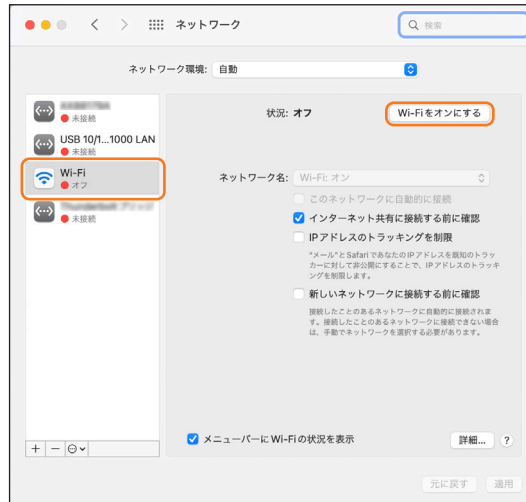 ネットワーク
検索
ネットワーク環境: 自動
未接続
USB 10/1...1000 LAN
未接続
Wi-Fi
オフ
未接続
状況: オフ
Wi-Fiをオンにする
ネットワーク名: Wi-Fi: オン
このネットワークに自動的に接続
インターネット共有に接続する前に確認
IPアドレスのトラッキングを制限
"メール"とSafariであなたのIPアドレスを既知のトラッ
カーに対して非公開にすることで、IPアドレスのトラッキ
ングを制限します。
新しいネットワークに接続する前に確認
接続したことのあるネットワークに自動的に接続されま
す。接続したことのあるネットワークに接続できない場合
は、手動でネットワークを選択する必要があります。
メニューバーにWi-Fiの状況を表示
詳細... ?
元に戻す 適用